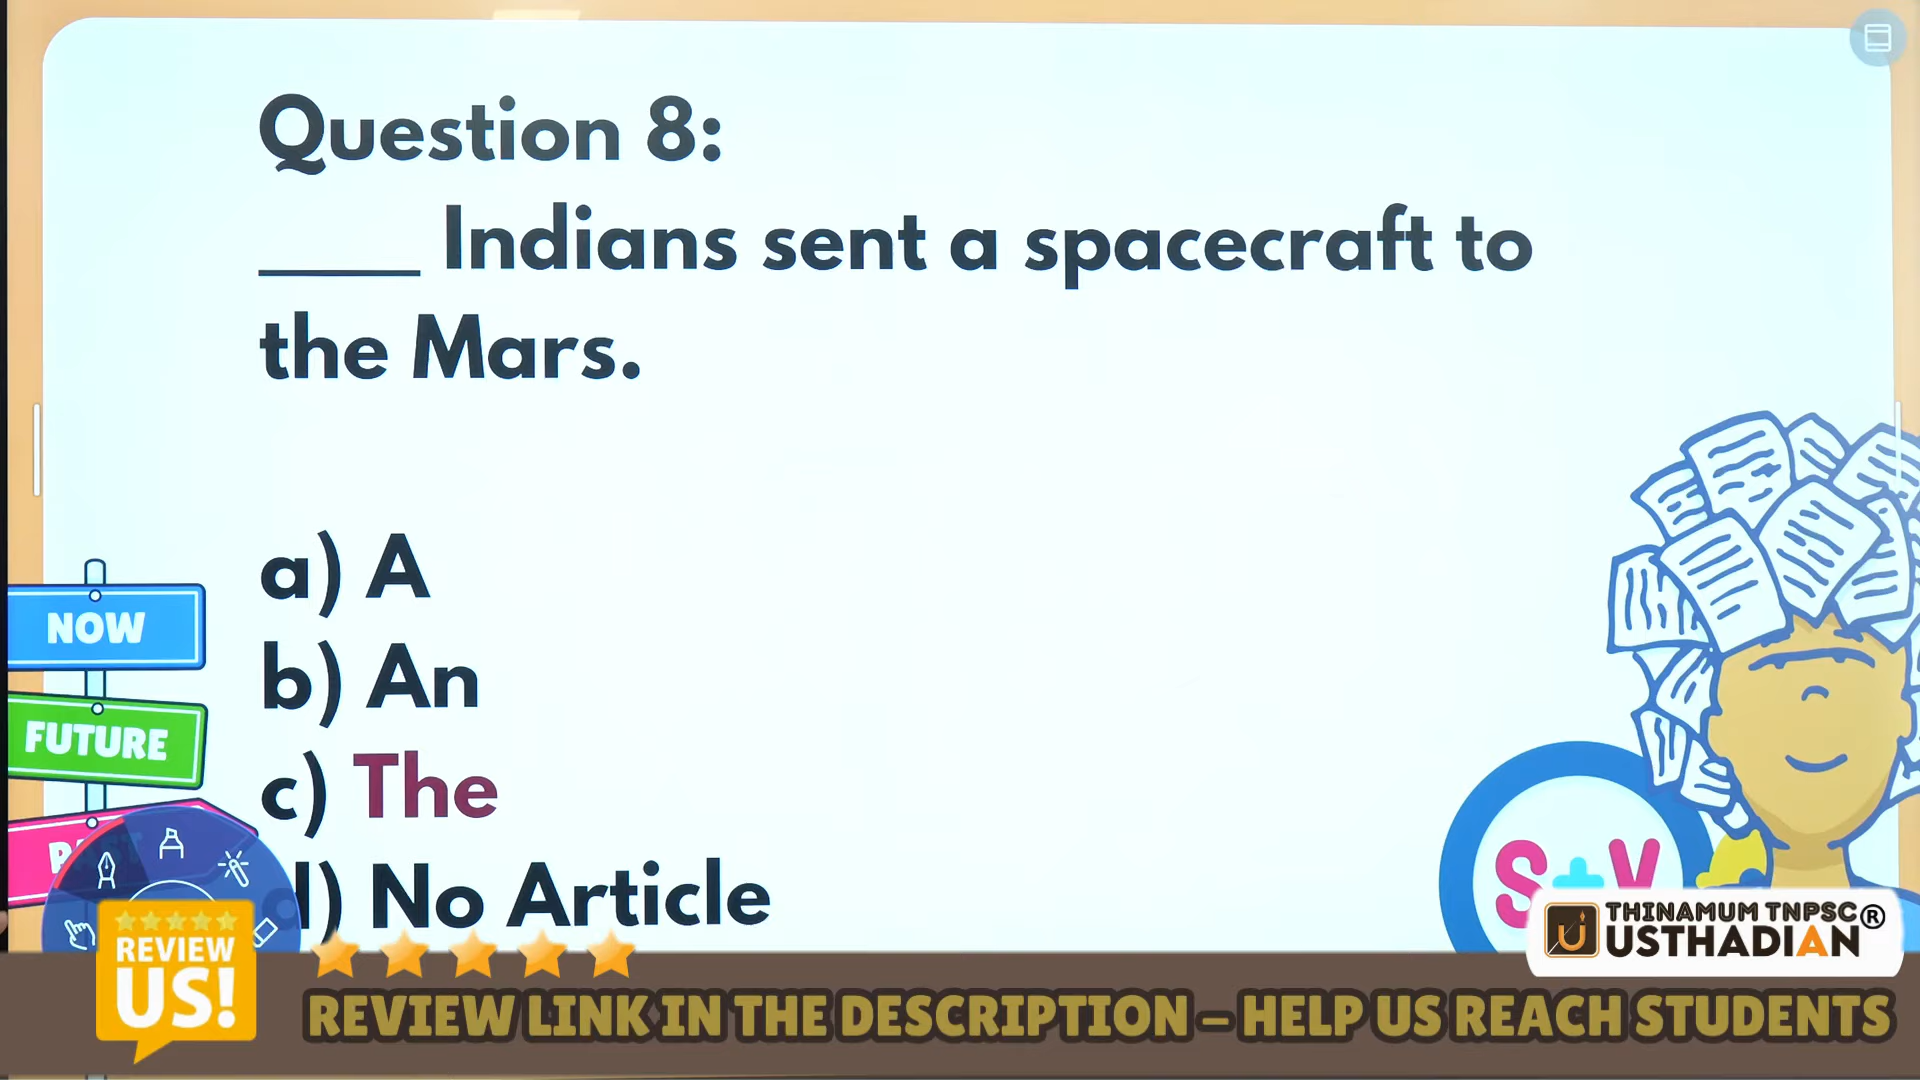 Question 8:
____ Indians sent a spacecraft to
the Mars.
a) A
b) An
c) The
d) No Article
NOW
FUTURE
S+V
REVIEW
US!
THINAMUM TNPSC®
USTHADIAN
REVIEW LINK IN THE DESCRIPTION – HELP US REACH STUDENTS